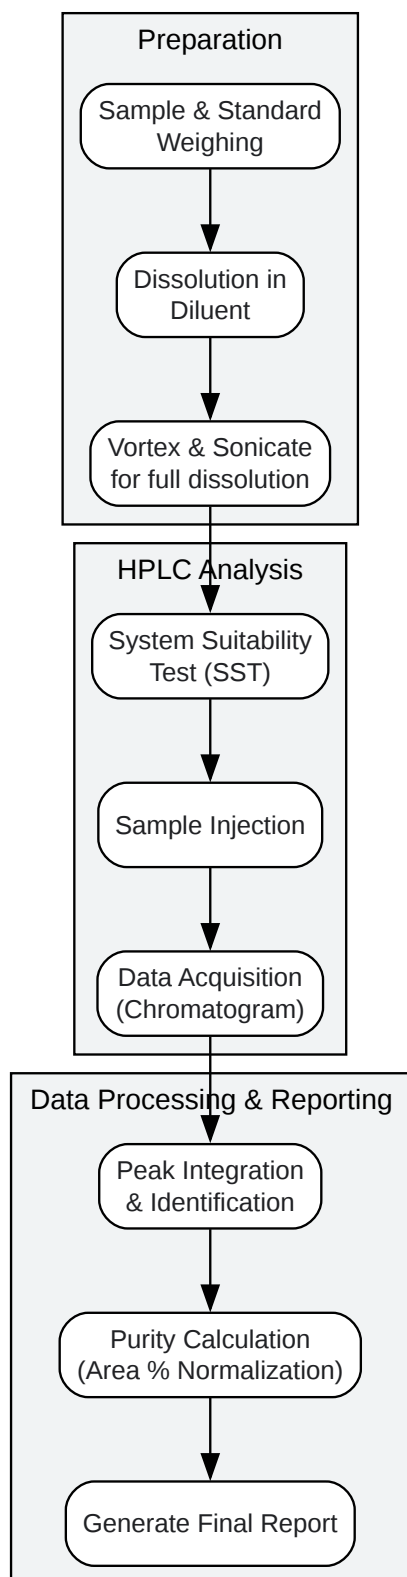 Preparation
Sample & Standard
Weighing
Dissolution in
Diluent
Vortex & Sonicate
for full dissolution
HPLC Analysis
System Suitability
Test (SST)
Sample Injection
Data Acquisition
(Chromatogram)
Data Processing & Reporting
Peak Integration
& Identification
Purity Calculation
(Area % Normalization)
Generate Final Report